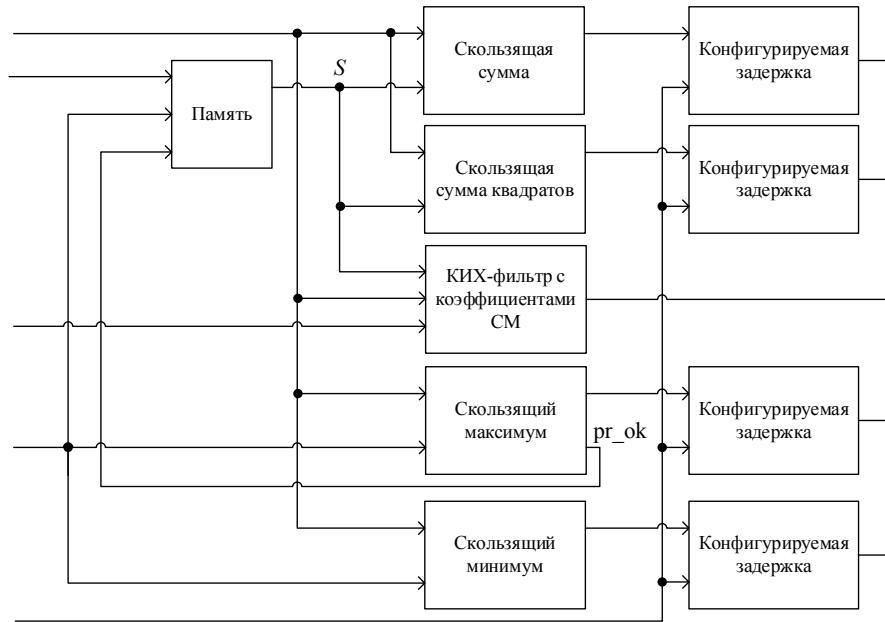 Скользящая
сумма
Конфигурируемая
задержка
S
Память
Скользящая
сумма квадратов
Конфигурируемая
задержка
КИХ-фильтр с
коэффициентами
СМ
Скользящий
максимум
pr_ok
Конфигурируемая
задержка
Скользящий
минимум
Конфигурируемая
задержка